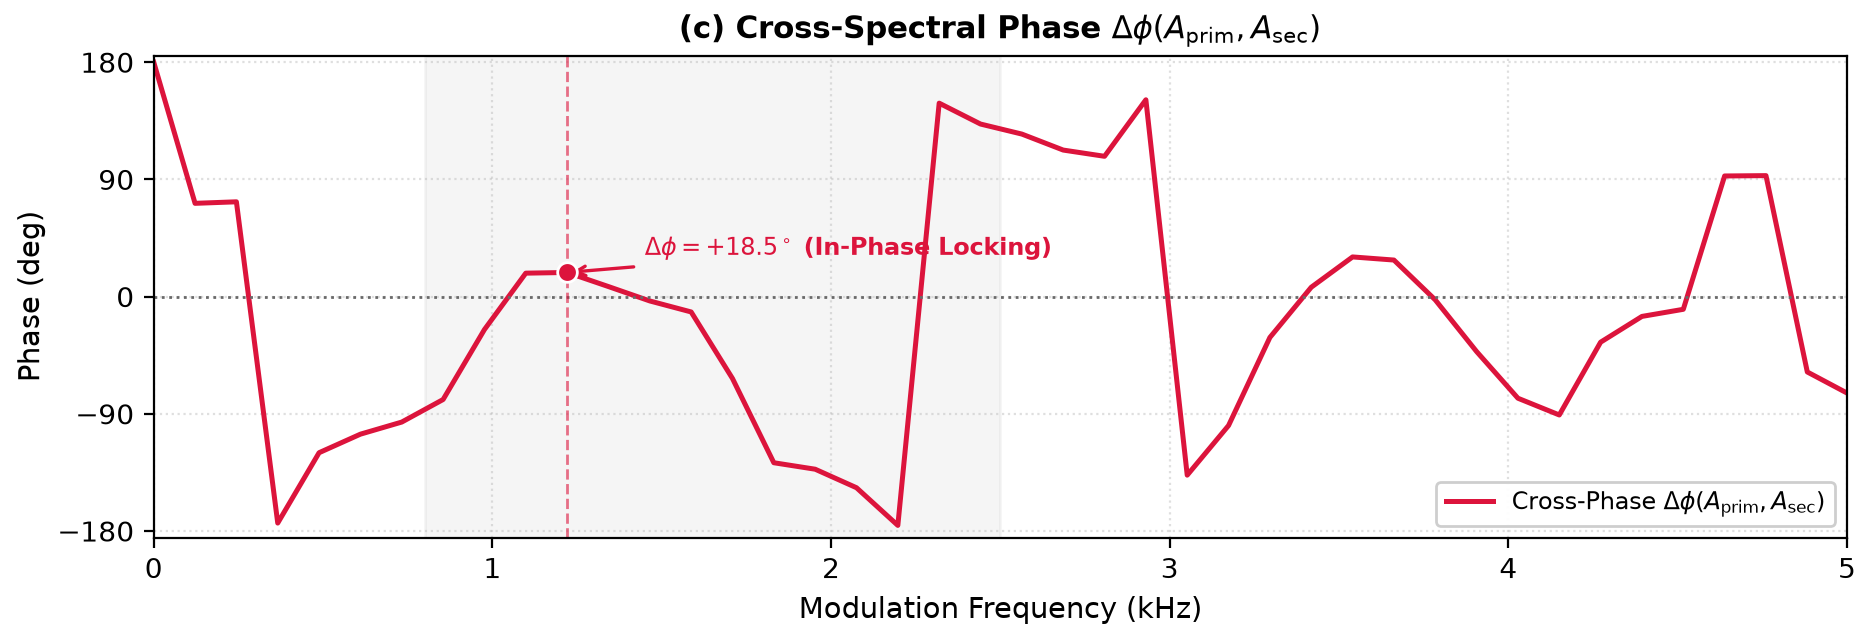 (c) Cross-Spectral Phase Δϕ(A_prim, A_sec)
180
90
0
−90
−180
Phase (deg)
Δϕ = +18.5° (In-Phase Locking)
Cross-Phase Δϕ(A_prim, A_sec)
0 1 2 3 4 5
Modulation Frequency (kHz)